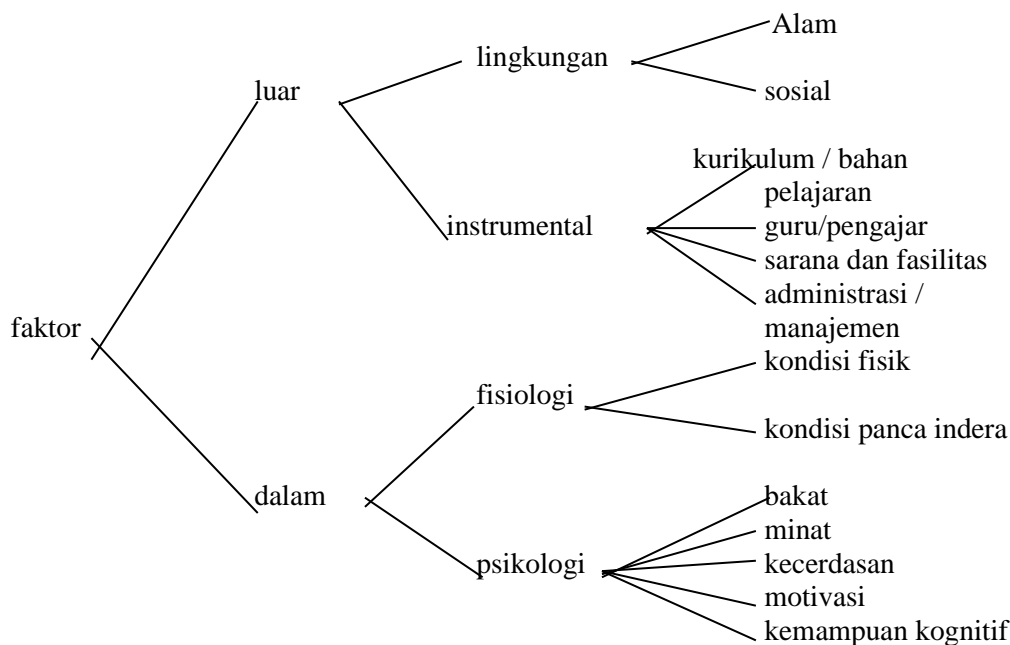 Alam
lingkungan
luar
sosial
kurikulum / bahan
pelajaran
instrumental
guru/pengajar
sarana dan fasilitas
administrasi /
manajemen
faktor
kondisi fisik
fisiologi
kondisi panca indera
dalam
bakat
minat
psikologi
kecerdasan
motivasi
kemampuan kognitif